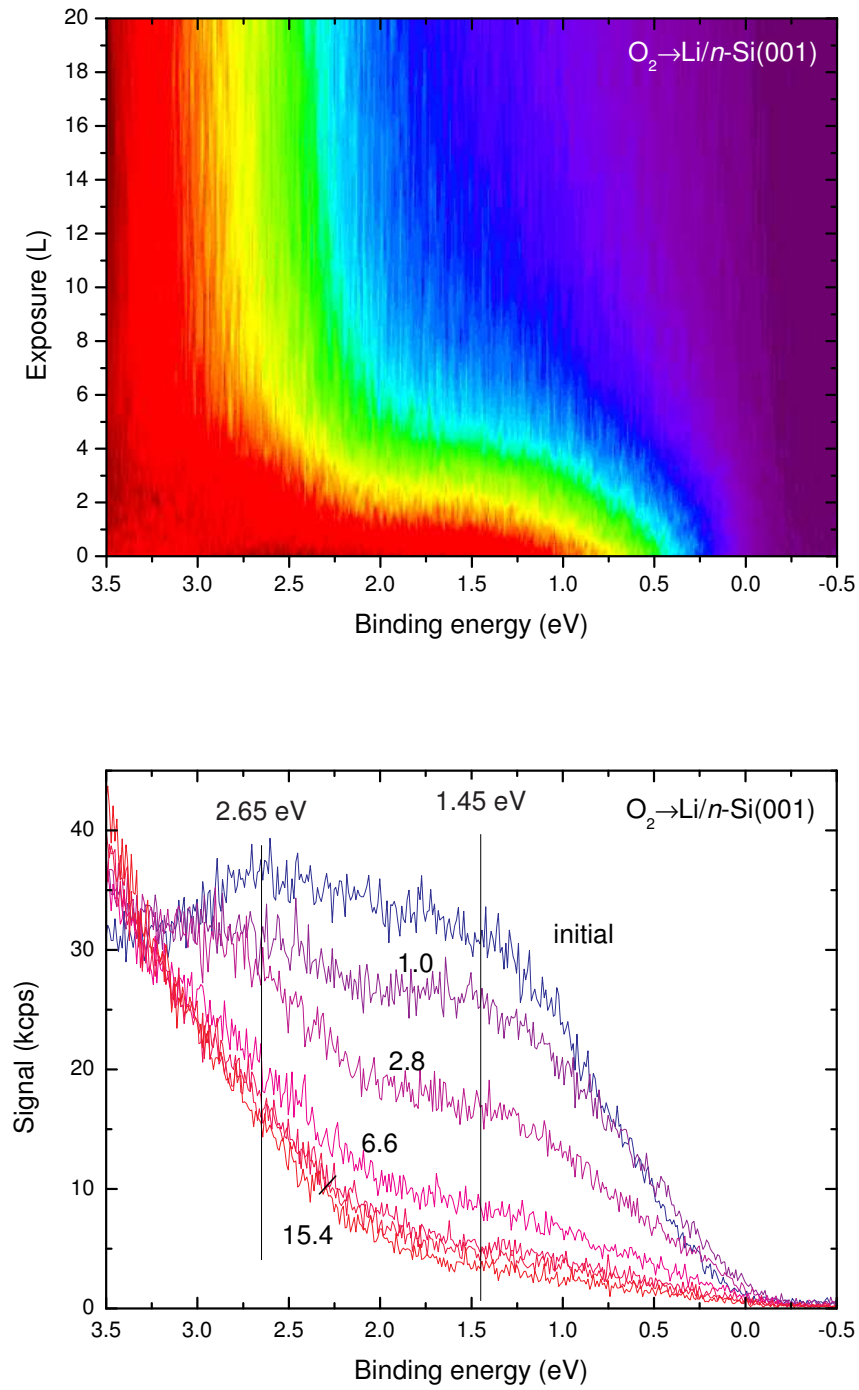 20
18
16
14
12
10
8
6
4
2
0
Exposure (L)
O₂→Li/n-Si(001)
3.5 3.0 2.5 2.0 1.5 1.0 0.5 0.0 -0.5
Binding energy (eV)
40
30
20
10
0
Signal (kcps)
2.65 eV 1.45 eV O₂→Li/n-Si(001)
initial
1.0
2.8
6.6
15.4
3.5 3.0 2.5 2.0 1.5 1.0 0.5 0.0 -0.5
Binding energy (eV)